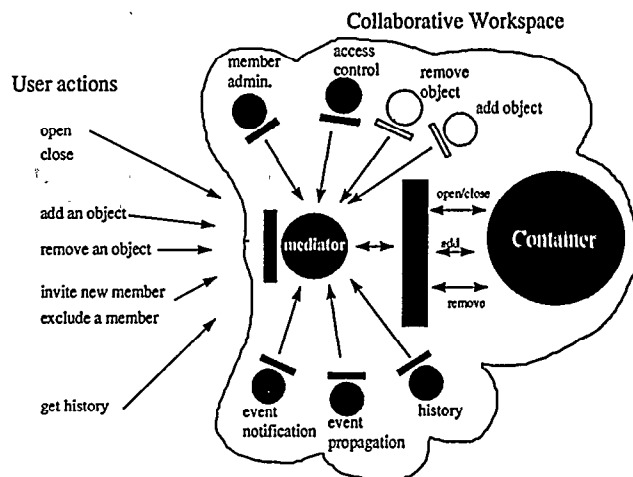 Collaborative Workspace
User actions
member
admin.
access
control
remove
object
add object
open
close
add an object
remove an object
invite new member
exclude a member
get history
mediator
open/close
add
remove
Container
event
notification
event
propagation
history